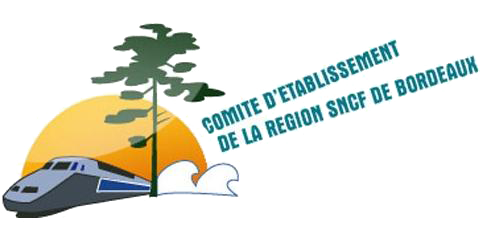 COMITE D'ETABLISSEMENT
DE LA REGION SNCF DE BORDEAUX